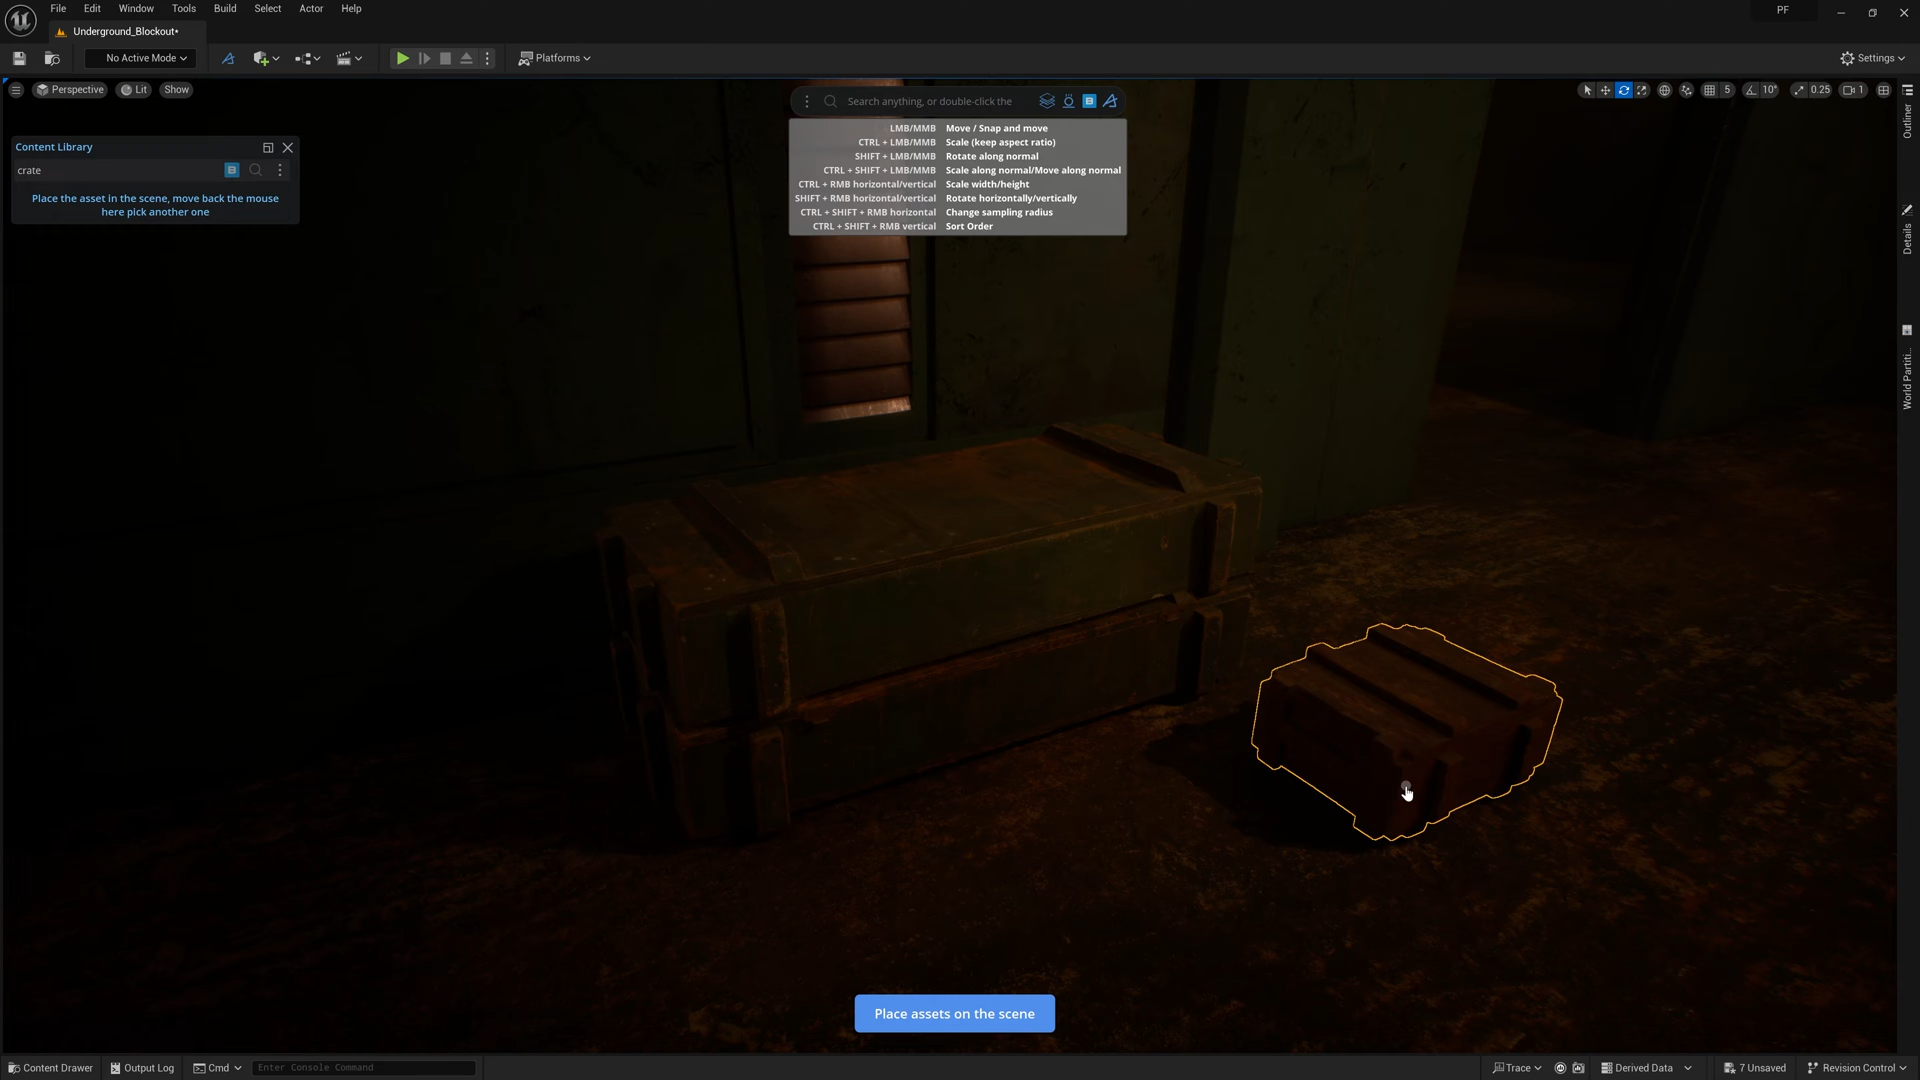 File Edit Window Tools Build Select Actor Help
PF
Underground_Blockout*
No Active Mode
Platforms
Settings
Perspective Lit Show
Search anything, or double-click the
5 10° 0.25 1
Outliner
LMB/MMB Move / Snap and move
CTRL + LMB/MMB Scale (keep aspect ratio)
SHIFT + LMB/MMB Rotate along normal
CTRL + SHIFT + LMB/MMB Scale along normal/Move along normal
CTRL + RMB horizontal/vertical Scale width/height
SHIFT + RMB horizontal/vertical Rotate horizontally/vertically
CTRL + SHIFT + RMB horizontal Change sampling radius
CTRL + SHIFT + RMB vertical Sort Order
Content Library
crate
B
Place the asset in the scene, move back the mouse
here pick another one
Details
World Partiti...
Place assets on the scene
Content Drawer Output Log Cmd Enter Console Command
Trace Derived Data 7 Unsaved Revision Control